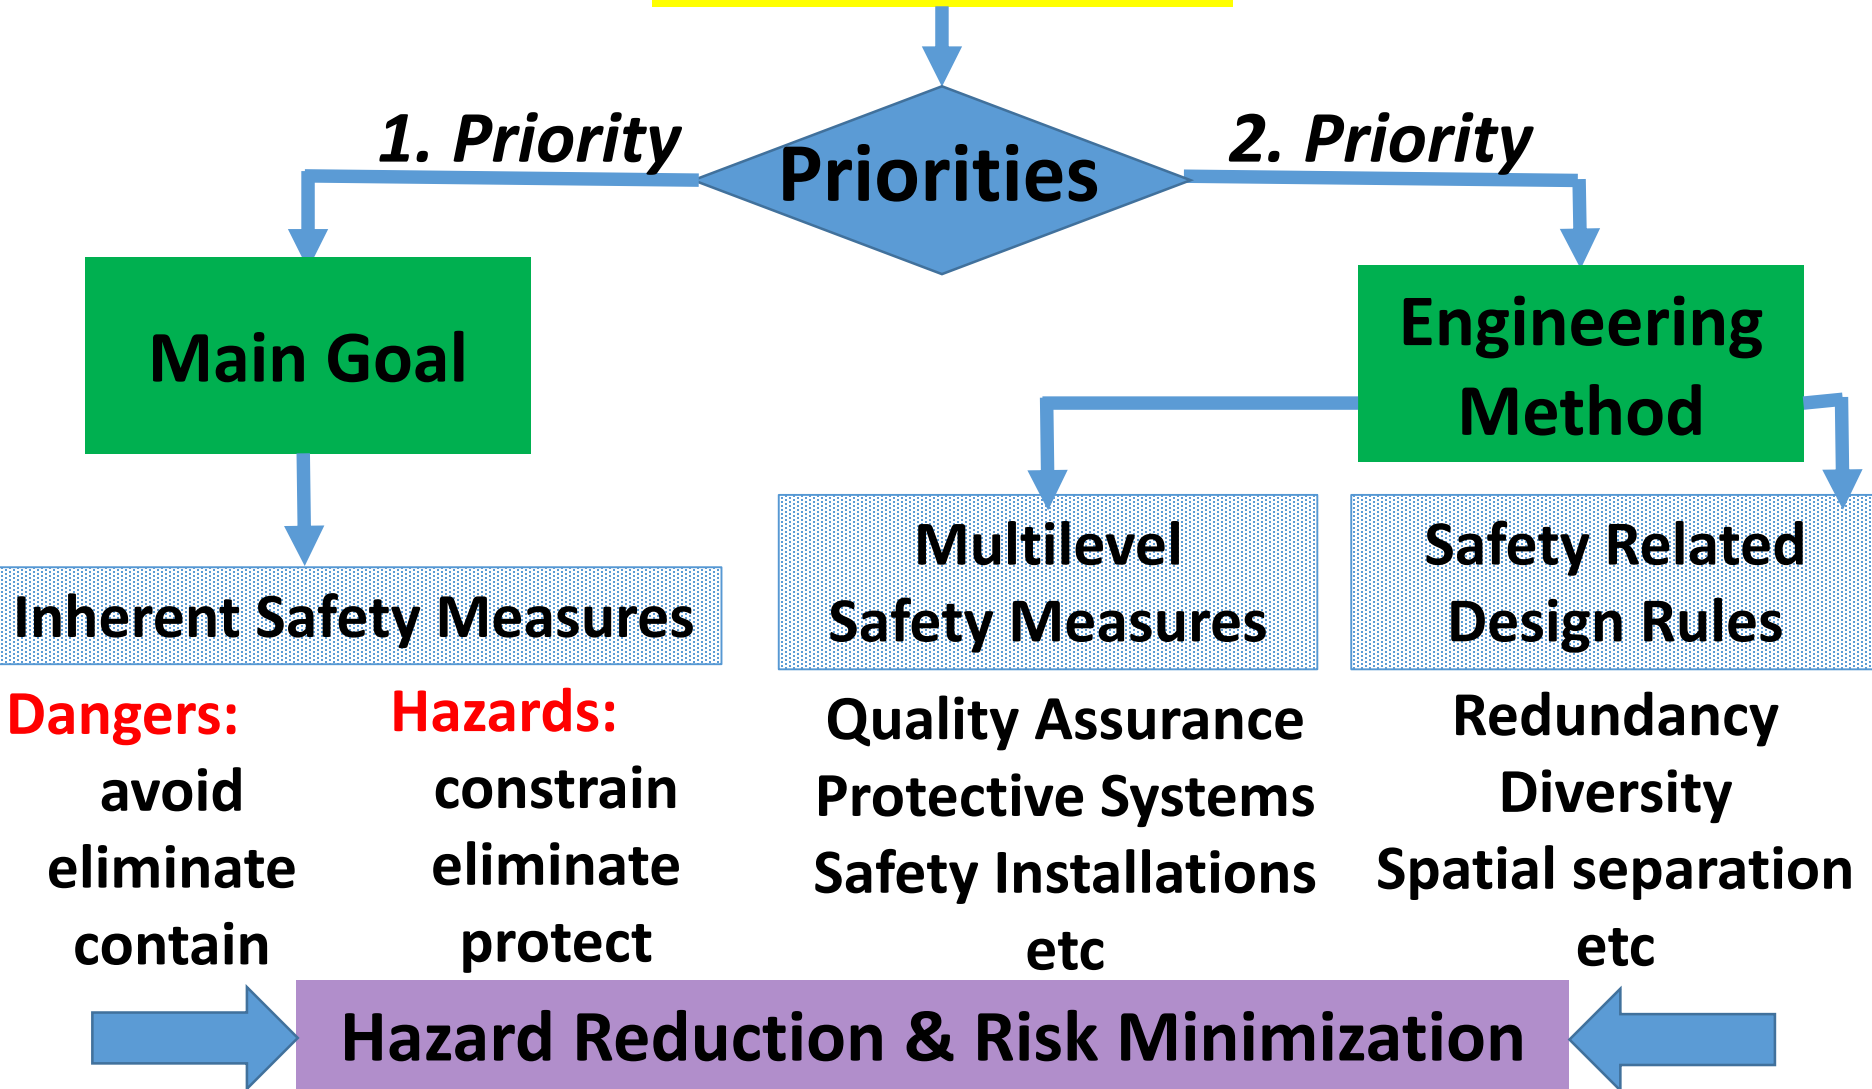 1. Priority
Priorities
2. Priority
Main Goal
Engineering
Method
Inherent Safety Measures
Dangers:
avoid
eliminate
contain
Hazards:
constrain
eliminate
protect
Multilevel
Safety Measures
Quality Assurance
Protective Systems
Safety Installations
etc
Safety Related
Design Rules
Redundancy
Diversity
Spatial separation
etc
Hazard Reduction & Risk Minimization